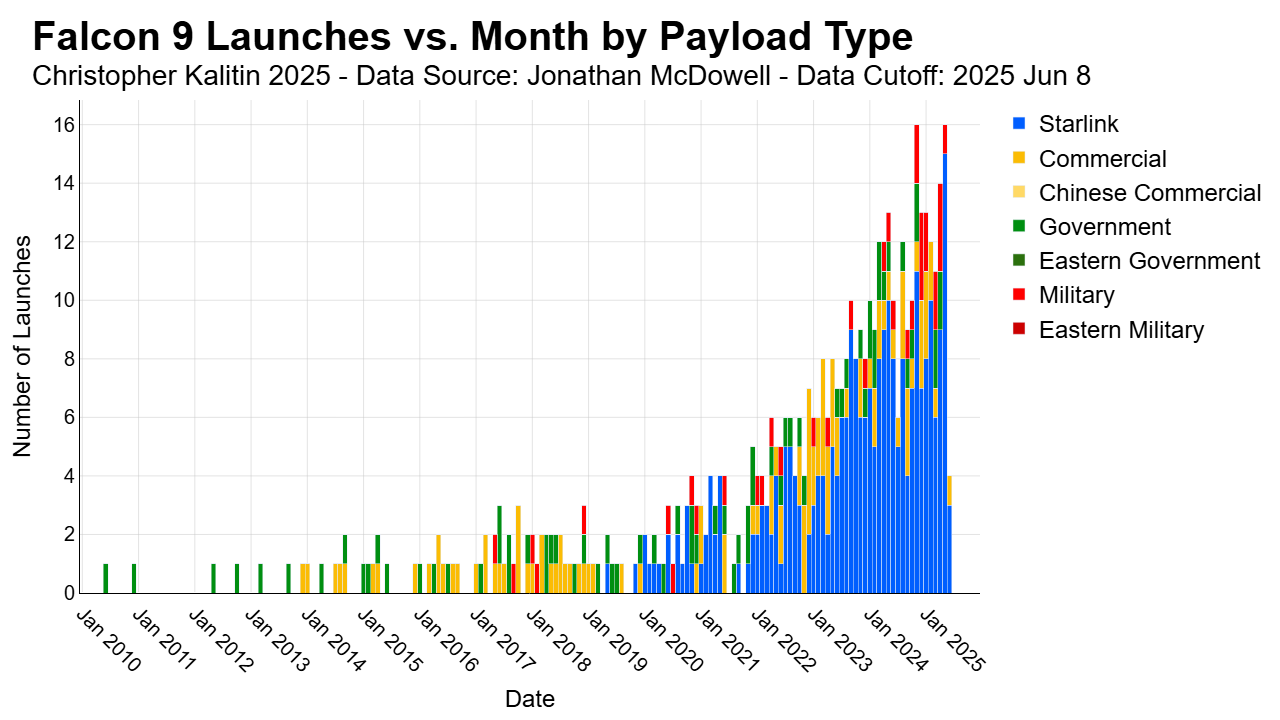 Falcon 9 Launches vs. Month by Payload Type
Christopher Kalitin 2025 - Data Source: Jonathan McDowell - Data Cutoff: 2025 Jun 8
Number of Launches
16
14
12
10
8
6
4
2
0
Jan 2010
Jan 2011
Jan 2012
Jan 2013
Jan 2014
Jan 2015
Jan 2016
Jan 2017
Jan 2018
Jan 2019
Jan 2020
Jan 2021
Jan 2022
Jan 2023
Jan 2024
Jan 2025
Date
Starlink
Commercial
Chinese Commercial
Government
Eastern Government
Military
Eastern Military